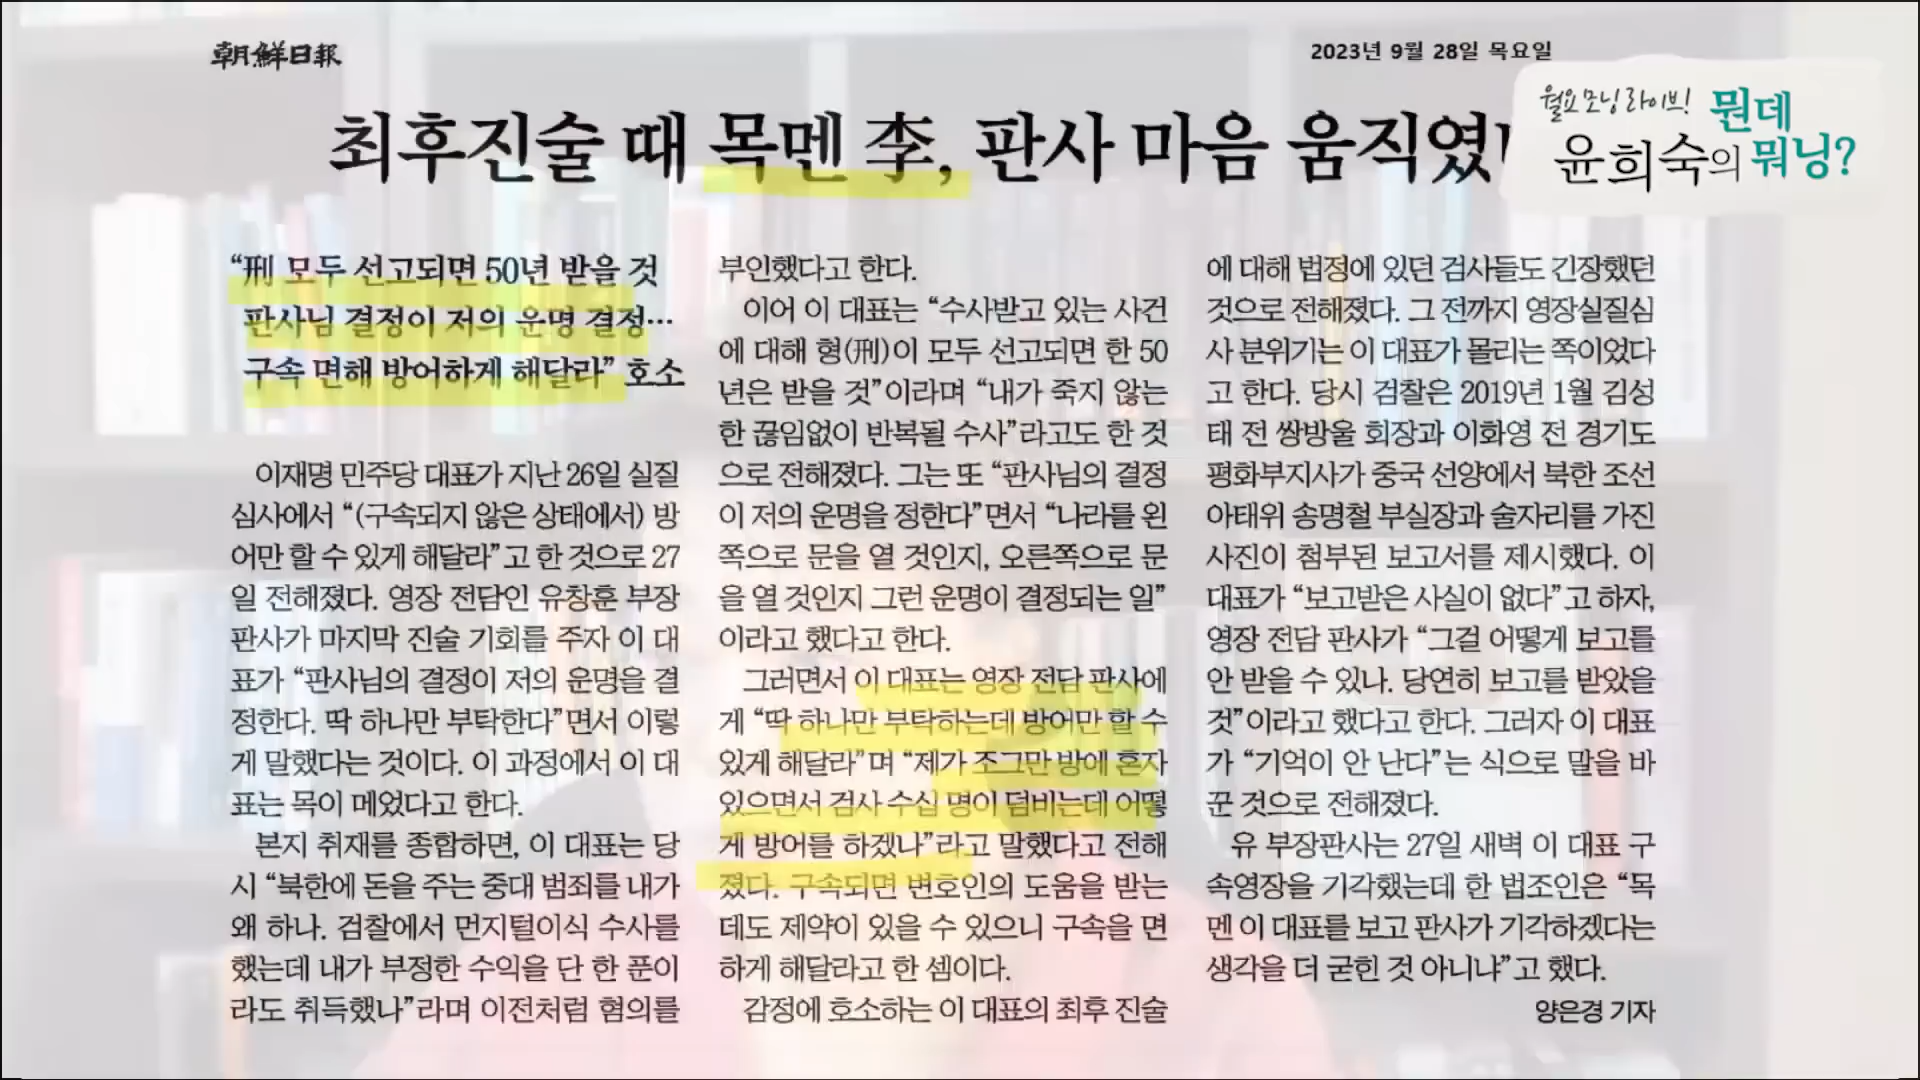 朝鮮日報
2023년 9월 28일 목요일
월요 모닝 라이브!
뭔데
윤희숙의 뭐닝?
최후진술 때 목멘 李, 판사 마음 움직였
“刑 모두 선고되면 50년 받을 것
판사님 결정이 저의 운명 결정…
구속 면해 방어하게 해달라” 호소
이재명 민주당 대표가 지난 26일 실질
심사에서 “(구속되지 않은 상태에서) 방
어만 할 수 있게 해달라”고 한 것으로 27
일 전해졌다. 영장 전담인 유창훈 부장
판사가 마지막 진술 기회를 주자 이 대
표가 “판사님의 결정이 저의 운명을 결
정한다. 딱 하나만 부탁한다”면서 이렇
게 말했다는 것이다. 이 과정에서 이 대
표는 목이 메었다고 한다.
본지 취재를 종합하면, 이 대표는 당
시 “북한에 돈을 주는 중대 범죄를 내가
왜 하나. 검찰에서 먼지털이식 수사를
했는데 내가 부정한 수익을 단 한 푼이
라도 취득했나”라며 이전처럼 혐의를
부인했다고 한다.
이어 이 대표는 “수사받고 있는 사건
에 대해 형(刑)이 모두 선고되면 한 50
년은 받을 것”이라며 “내가 죽지 않는
한 끊임없이 반복될 수사”라고도 한 것
으로 전해졌다. 그는 또 “판사님의 결정
이 저의 운명을 정한다”면서 “나라를 왼
쪽으로 문을 열 것인지, 오른쪽으로 문
을 열 것인지 그런 운명이 결정되는 일”
이라고 했다고 한다.
그러면서 이 대표는 영장 전담 판사에
게 “딱 하나만 부탁하는데 방어만 할 수
있게 해달라”며 “제가 조그만 방에 혼자
있으면서 검사 수십 명이 덤비는데 어떻
게 방어를 하겠나”라고 말했다고 전해
졌다. 구속되면 변호인의 도움을 받는
데도 제약이 있을 수 있으니 구속을 면
하게 해달라고 한 셈이다.
감정에 호소하는 이 대표의 최후 진술
에 대해 법정에 있던 검사들도 긴장했던
것으로 전해졌다. 그 전까지 영장실질심
사 분위기는 이 대표가 몰리는 쪽이었다
고 한다. 당시 검찰은 2019년 1월 김성
태 전 쌍방울 회장과 이화영 전 경기도
평화부지사가 중국 선양에서 북한 조선
아태위 송명철 부실장과 술자리를 가진
사진이 첨부된 보고서를 제시했다. 이
대표가 “보고받은 사실이 없다”고 하자,
영장 전담 판사가 “그걸 어떻게 보고를
안 받을 수 있나. 당연히 보고를 받았을
것”이라고 했다고 한다. 그러자 이 대표
가 “기억이 안 난다”는 식으로 말을 바
꾼 것으로 전해졌다.
유 부장판사는 27일 새벽 이 대표 구
속영장을 기각했는데 한 법조인은 “목
멘 이 대표를 보고 판사가 기각하겠다는
생각을 더 굳힌 것 아니냐”고 했다.
양은경 기자